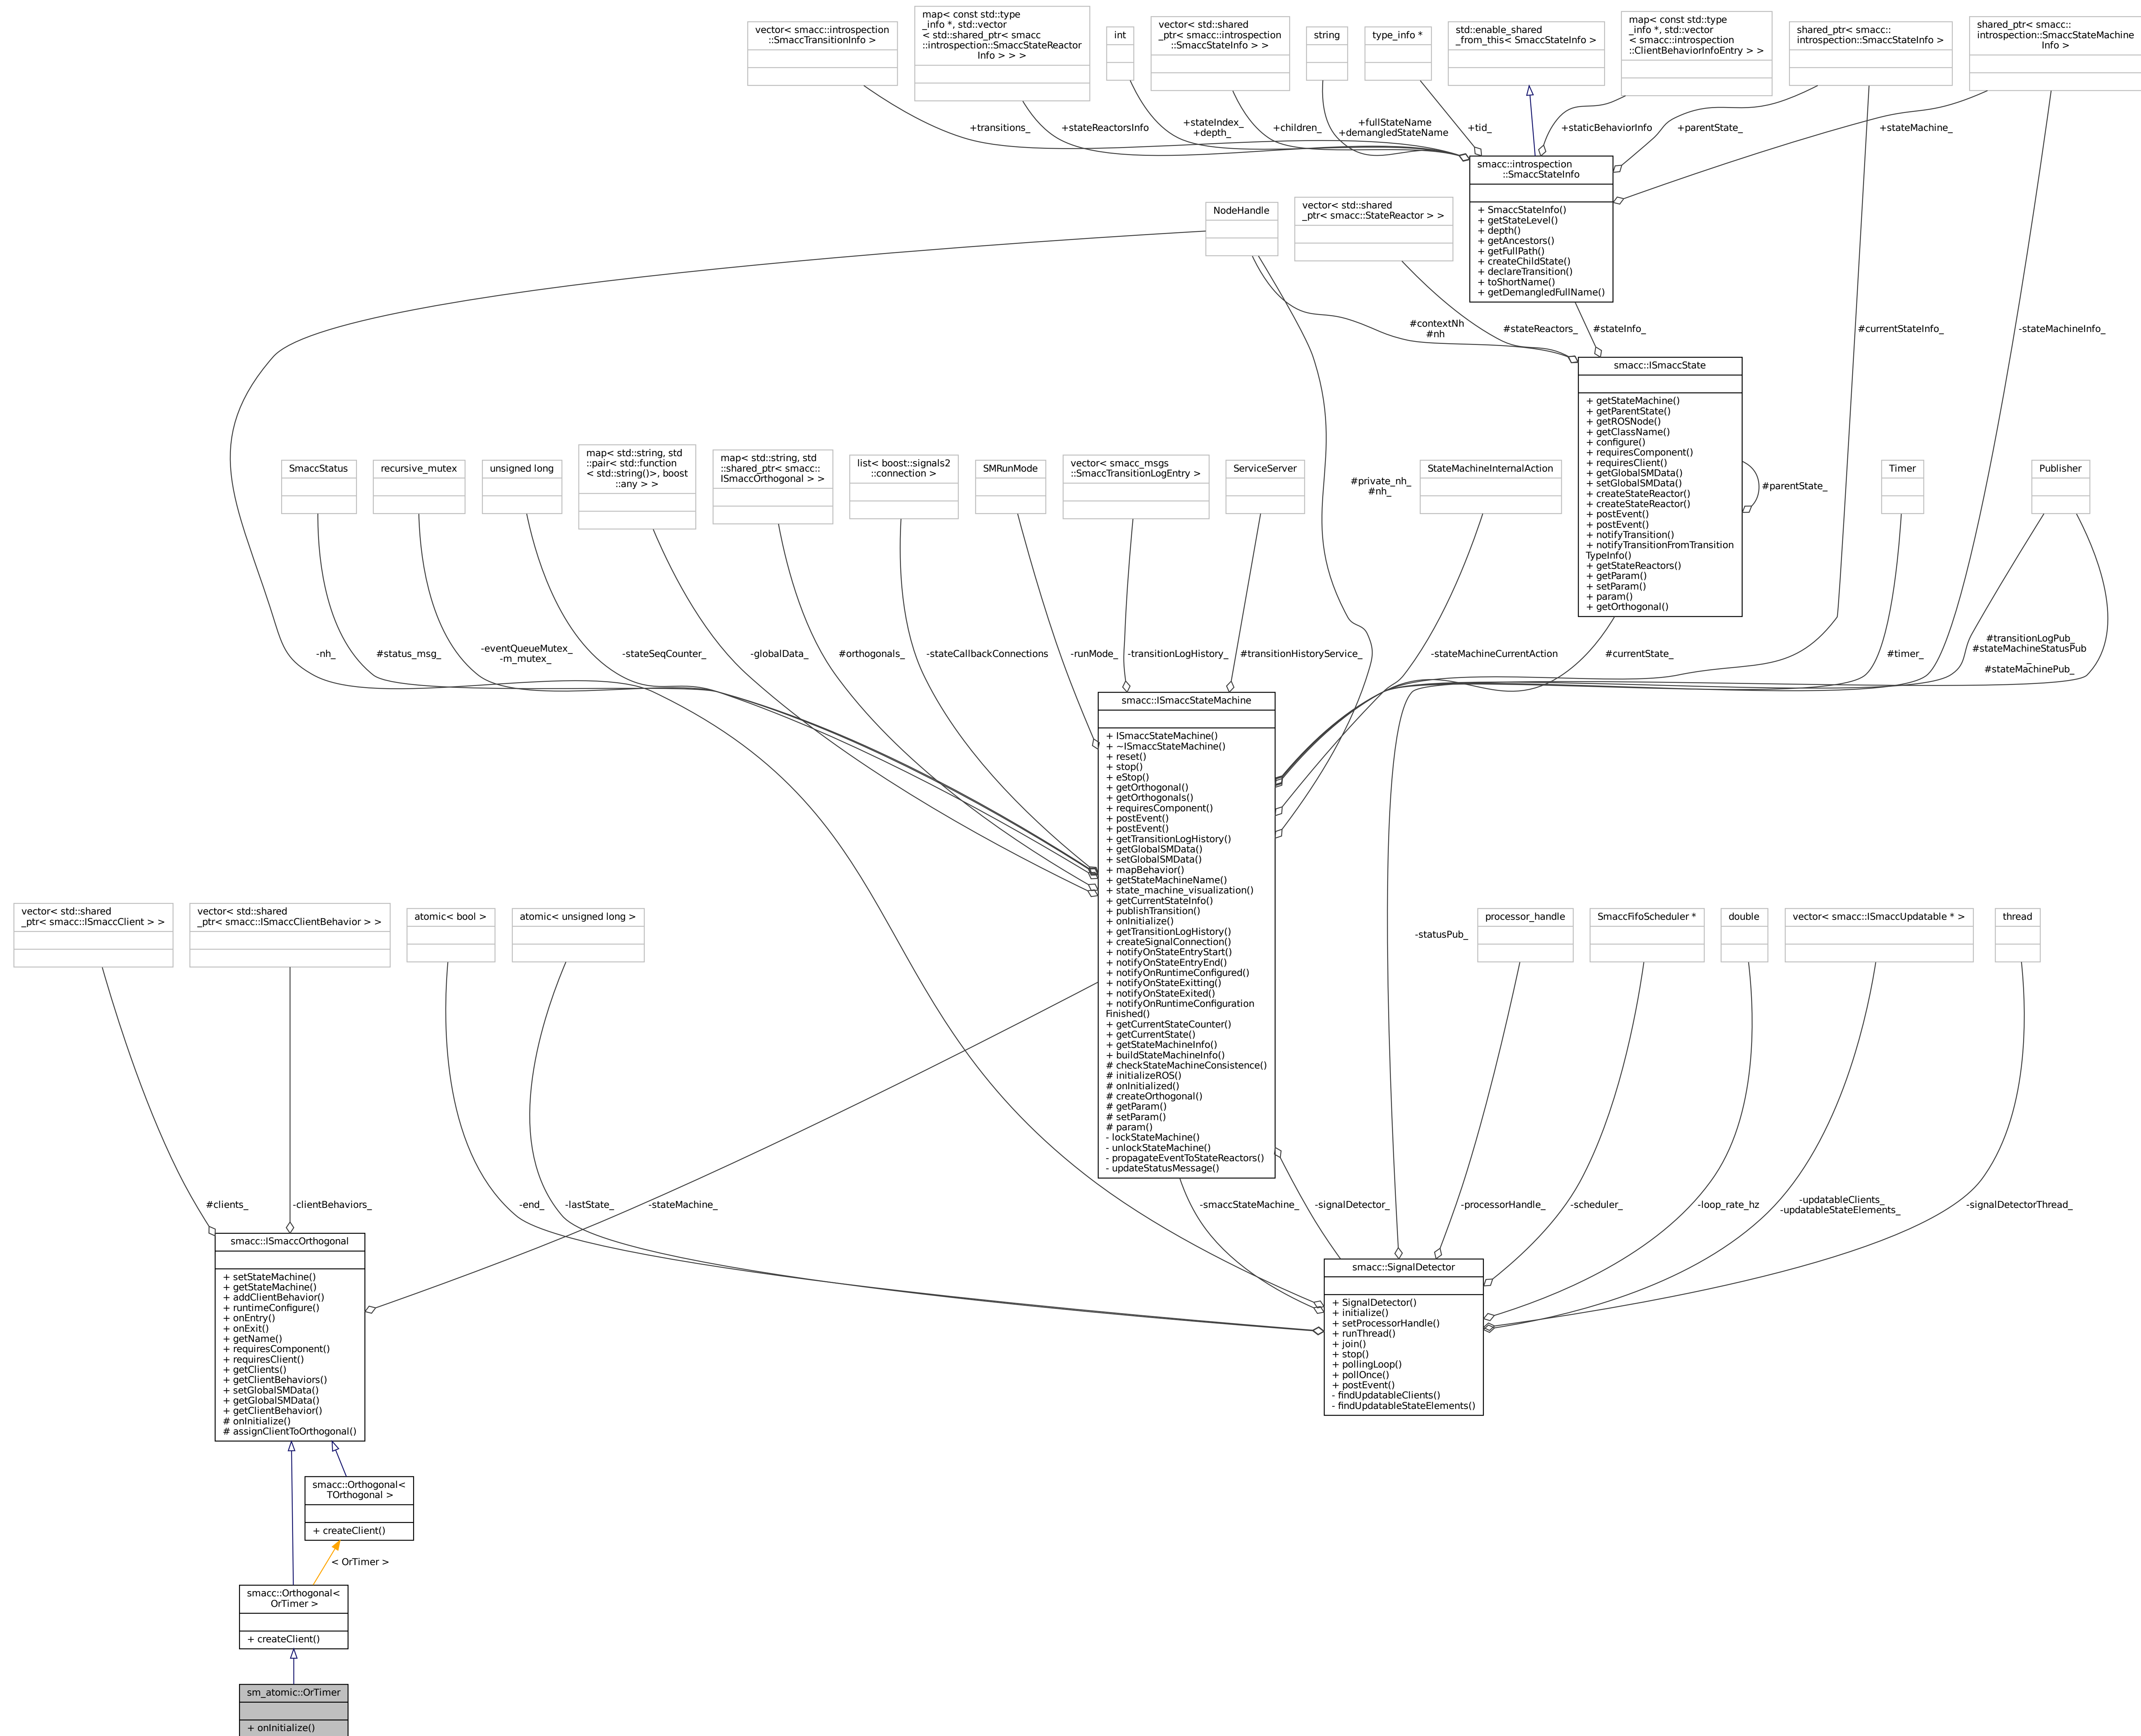 vector< smacc::introspection
::SmaccTransitionInfo >
map< const std::type
_info *, std::vector
< std::shared_ptr< smacc
::introspection::SmaccStateReactor
Info > > >
int
vector< std::shared
_ptr< smacc::introspection
::SmaccStateInfo > >
string
type_info *
std::enable_shared
_from_this< SmaccStateInfo >
map< const std::type
_info *, std::vector
< smacc::introspection
::ClientBehaviorInfoEntry > >
shared_ptr< smacc::
introspection::SmaccStateInfo >
shared_ptr< smacc::
introspection::SmaccStateMachine
Info >
+transitions_
+stateReactorsInfo
+stateIndex_
+depth_
+children_
+fullStateName
+demangledStateName
+tid_
+staticBehaviorInfo
+parentState_
+stateMachine_
smacc::introspection
::SmaccStateInfo
+ SmaccStateInfo()
+ getStateLevel()
+ depth()
+ getAncestors()
+ getFullPath()
+ createChildState()
+ declareTransition()
+ toShortName()
+ getDemangledFullName()
NodeHandle
vector< std::shared
_ptr< smacc::StateReactor > >
#contextNh
#nh
#stateReactors_
#stateInfo_
#currentStateInfo_
-stateMachineInfo_
smacc::ISmaccState
+ getStateMachine()
+ getParentState()
+ getROSNode()
+ getClassName()
+ configure()
+ requiresComponent()
+ requiresClient()
+ getGlobalSMData()
+ setGlobalSMData()
+ createStateReactor()
+ createStateReactor()
+ postEvent()
+ postEvent()
+ notifyTransition()
+ notifyTransitionFromTransition
TypeInfo()
+ getStateReactors()
+ getParam()
+ setParam()
+ param()
+ getOrthogonal()
#parentState_
SmaccStatus
recursive_mutex
unsigned long
map< std::string, std
::pair< std::function
< std::string()>, boost
::any > >
map< std::string, std
::shared_ptr< smacc::
ISmaccOrthogonal > >
list< boost::signals2
::connection >
SMRunMode
vector< smacc_msgs
::SmaccTransitionLogEntry >
ServiceServer
#private_nh_
#nh_
StateMachineInternalAction
Timer
Publisher
-nh_
#status_msg_
-eventQueueMutex_
-m_mutex_
-stateSeqCounter_
-globalData_
#orthogonals_
-stateCallbackConnections
-runMode_
-transitionLogHistory_
#transitionHistoryService_
-stateMachineCurrentAction
#currentState_
#timer_
#transitionLogPub_
#stateMachineStatusPub
_
#stateMachinePub_
smacc::ISmaccStateMachine
+ ISmaccStateMachine()
+ ~ISmaccStateMachine()
+ reset()
+ stop()
+ eStop()
+ getOrthogonal()
+ getOrthogonals()
+ requiresComponent()
+ postEvent()
+ postEvent()
+ getTransitionLogHistory()
+ getGlobalSMData()
+ setGlobalSMData()
+ mapBehavior()
+ getStateMachineName()
+ state_machine_visualization()
+ getCurrentStateInfo()
+ publishTransition()
+ onInitialize()
+ getTransitionLogHistory()
+ createSignalConnection()
+ notifyOnStateEntryStart()
+ notifyOnStateEntryEnd()
+ notifyOnRuntimeConfigured()
+ notifyOnStateExitting()
+ notifyOnStateExited()
+ notifyOnRuntimeConfiguration
Finished()
+ getCurrentStateCounter()
+ getCurrentState()
+ getStateMachineInfo()
+ buildStateMachineInfo()
# checkStateMachineConsistence()
# initializeROS()
# onInitialized()
# createOrthogonal()
# getParam()
# setParam()
# param()
- lockStateMachine()
- unlockStateMachine()
- propagateEventToStateReactors()
- updateStatusMessage()
vector< std::shared
_ptr< smacc::ISmaccClient > >
vector< std::shared
_ptr< smacc::ISmaccClientBehavior > >
atomic< bool >
atomic< unsigned long >
-statusPub_
processor_handle
SmaccFifoScheduler *
double
vector< smacc::ISmaccUpdatable * >
thread
#clients_
-clientBehaviors_
-end_
-lastState_
-stateMachine_
-smaccStateMachine_
-signalDetector_
-processorHandle_
-scheduler_
-loop_rate_hz
-updatableClients_
-updatableStateElements_
-signalDetectorThread_
smacc::ISmaccOrthogonal
+ setStateMachine()
+ getStateMachine()
+ addClientBehavior()
+ runtimeConfigure()
+ onEntry()
+ onExit()
+ getName()
+ requiresComponent()
+ requiresClient()
+ getClients()
+ getClientBehaviors()
+ setGlobalSMData()
+ getGlobalSMData()
+ getClientBehavior()
# onInitialize()
# assignClientToOrthogonal()
smacc::SignalDetector
+ SignalDetector()
+ initialize()
+ setProcessorHandle()
+ runThread()
+ join()
+ stop()
+ pollingLoop()
+ pollOnce()
+ postEvent()
- findUpdatableClients()
- findUpdatableStateElements()
smacc::Orthogonal<
TOrthogonal >
+ createClient()
< OrTimer >
smacc::Orthogonal<
OrTimer >
+ createClient()
sm_atomic::OrTimer
+ onInitialize()